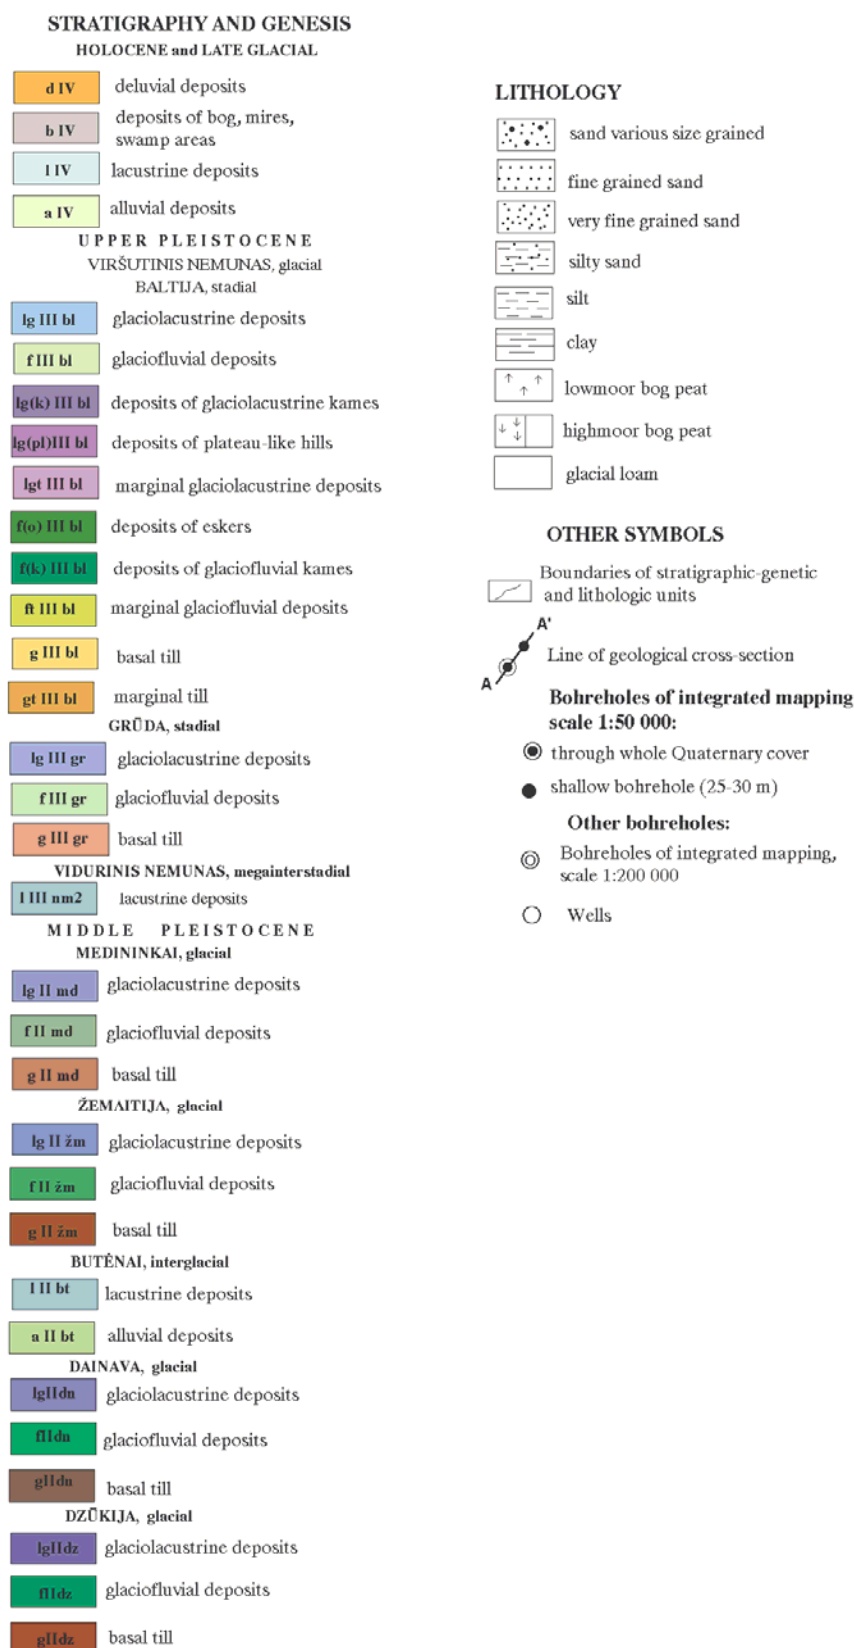 STRATIGRAPHY AND GENESIS
HOLOCENE and LATE GLACIAL
d IV deluvial deposits
b IV deposits of bog, mires,
swamp areas
l IV lacustrine deposits
a IV alluvial deposits
UPPER PLEISTOCENE
VIRŠUTINIS NEMUNAS, glacial
BALTIJA, stadial
lg III bl glaciolacustrine deposits
f III bl glaciofluvial deposits
lg(k) III bl deposits of glaciolacustrine kames
lg(pl)III bl deposits of plateau-like hills
lgt III bl marginal glaciolacustrine deposits
f(o) III bl deposits of eskers
f(k) III bl deposits of glaciofluvial kames
ft III bl marginal glaciofluvial deposits
g III bl basal till
gt III bl marginal till
GRŪDA, stadial
lg III gr glaciolacustrine deposits
f III gr glaciofluvial deposits
g III gr basal till
VIDURINIS NEMUNAS, megainterstadial
l III nm2 lacustrine deposits
MIDDLE PLEISTOCENE
MEDININKAI, glacial
lg II md glaciolacustrine deposits
f II md glaciofluvial deposits
g II md basal till
ŽEMAITIJA, glacial
lg II žm glaciolacustrine deposits
f II žm glaciofluvial deposits
g II žm basal till
BUTĖNAI, interglacial
l II bt lacustrine deposits
a II bt alluvial deposits
DAINAVA, glacial
lgIIdn glaciolacustrine deposits
fIIdn glaciofluvial deposits
gIIdn basal till
DZŪKIJA, glacial
lgIIdz glaciolacustrine deposits
fIIdz glaciofluvial deposits
gIIdz basal till
LITHOLOGY
sand various size grained
fine grained sand
very fine grained sand
silty sand
silt
clay
lowmoor bog peat
highmoor bog peat
glacial loam
OTHER SYMBOLS
Boundaries of stratigraphic-genetic
and lithologic units
A'
Line of geological cross-section
A
Bohreholes of integrated mapping
scale 1:50 000:
through whole Quaternary cover
shallow bohrehole (25-30 m)
Other bohreholes:
Bohreholes of integrated mapping,
scale 1:200 000
Wells